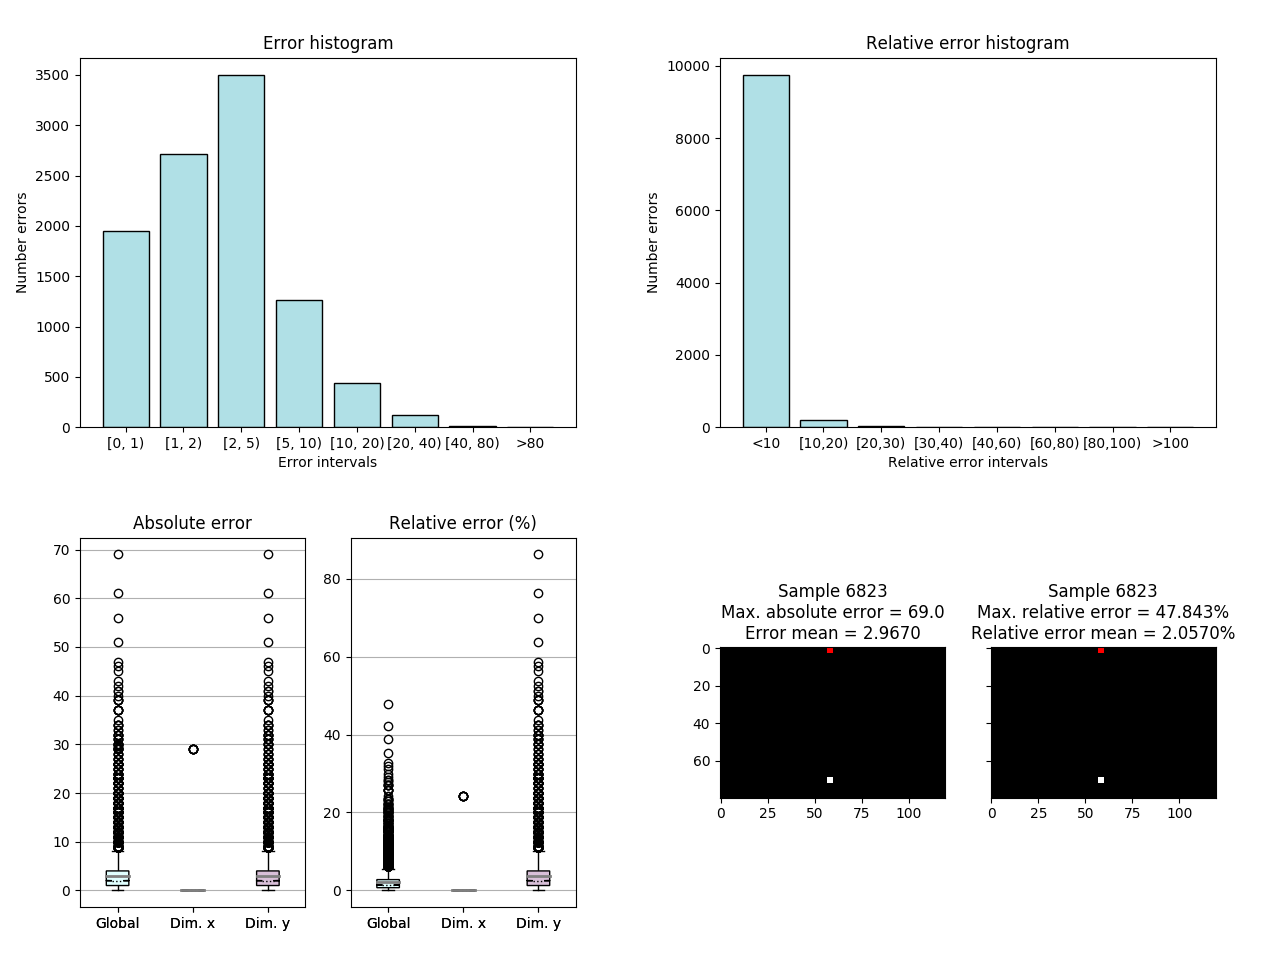 Error histogram
Number errors
3500
3000
2500
2000
1500
1000
500
0
[0, 1) [1, 2) [2, 5) [5, 10) [10, 20) [20, 40) [40, 80) >80
Error intervals
Relative error histogram
Number errors
10000
8000
6000
4000
2000
0
<10 [10,20) [20,30) [30,40) [40,60) [60,80) [80,100) >100
Relative error intervals
Absolute error
70
60
50
40
30
20
10
0
Global Dim. x Dim. y
Relative error (%)
80
60
40
20
0
Global Dim. x Dim. y
Sample 6823
Max. absolute error = 69.0
Error mean = 2.9670
0
20
40
60
0 25 50 75 100
Sample 6823
Max. relative error = 47.843%
Relative error mean = 2.0570%
0 25 50 75 100